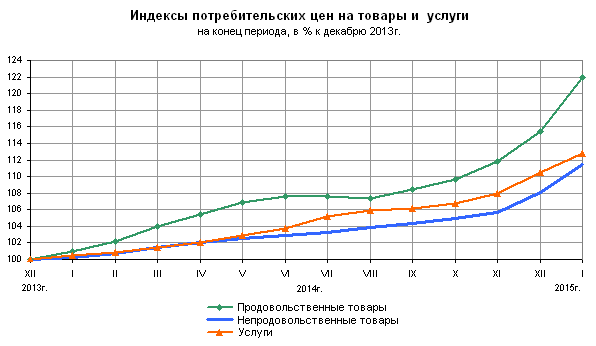 Индексы потребительских цен на товары и услуги
на конец периода, в % к декабрю 2013г.
124
122
120
118
116
114
112
110
108
106
104
102
100
XII I II III IV V VI VII VIII IX X XI XII I
2013г. 2014г. 2015г.
Продовольственные товары
Непродовольственные товары
Услуги